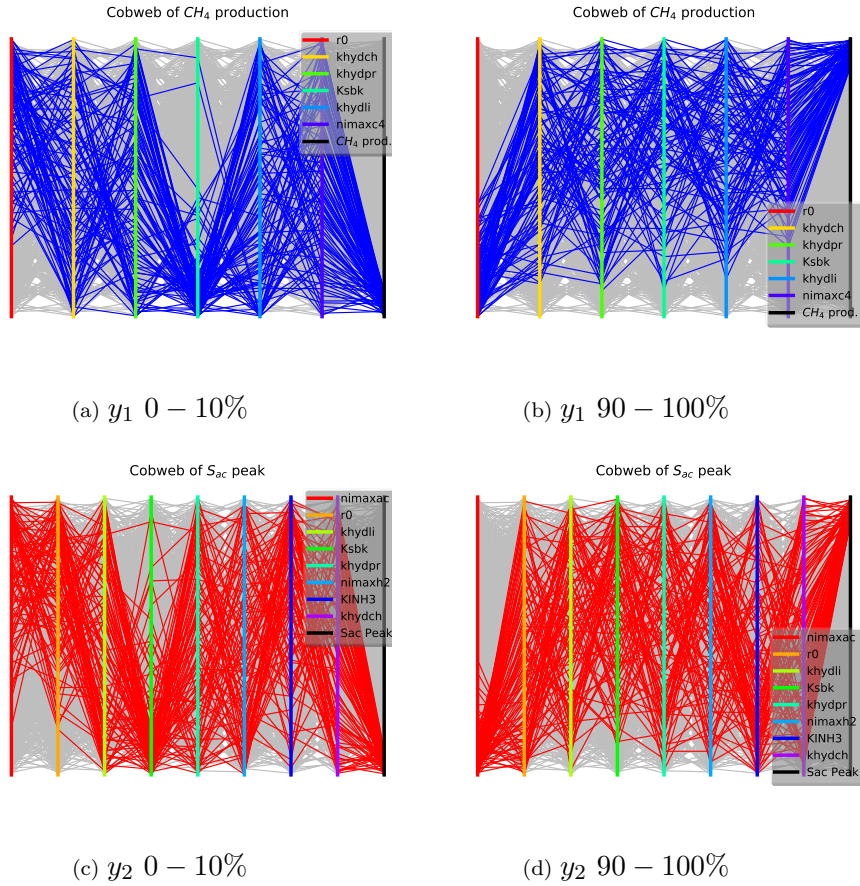 Cobweb of CH₄ production
r0
khydch
khydpr
Ksbk
khydli
nimaxc4
CH₄ prod.
(a) y₁ 0 − 10%
Cobweb of CH₄ production
r0
khydch
khydpr
Ksbk
khydli
nimaxc4
CH₄ prod.
(b) y₁ 90 − 100%
Cobweb of S_ac peak
nimaxac
r0
khydli
Ksbk
khydpr
nimaxh2
KINH3
khydch
Sac Peak
(c) y₂ 0 − 10%
Cobweb of S_ac peak
nimaxac
r0
khydli
Ksbk
khydpr
nimaxh2
KINH3
khydch
Sac Peak
(d) y₂ 90 − 100%